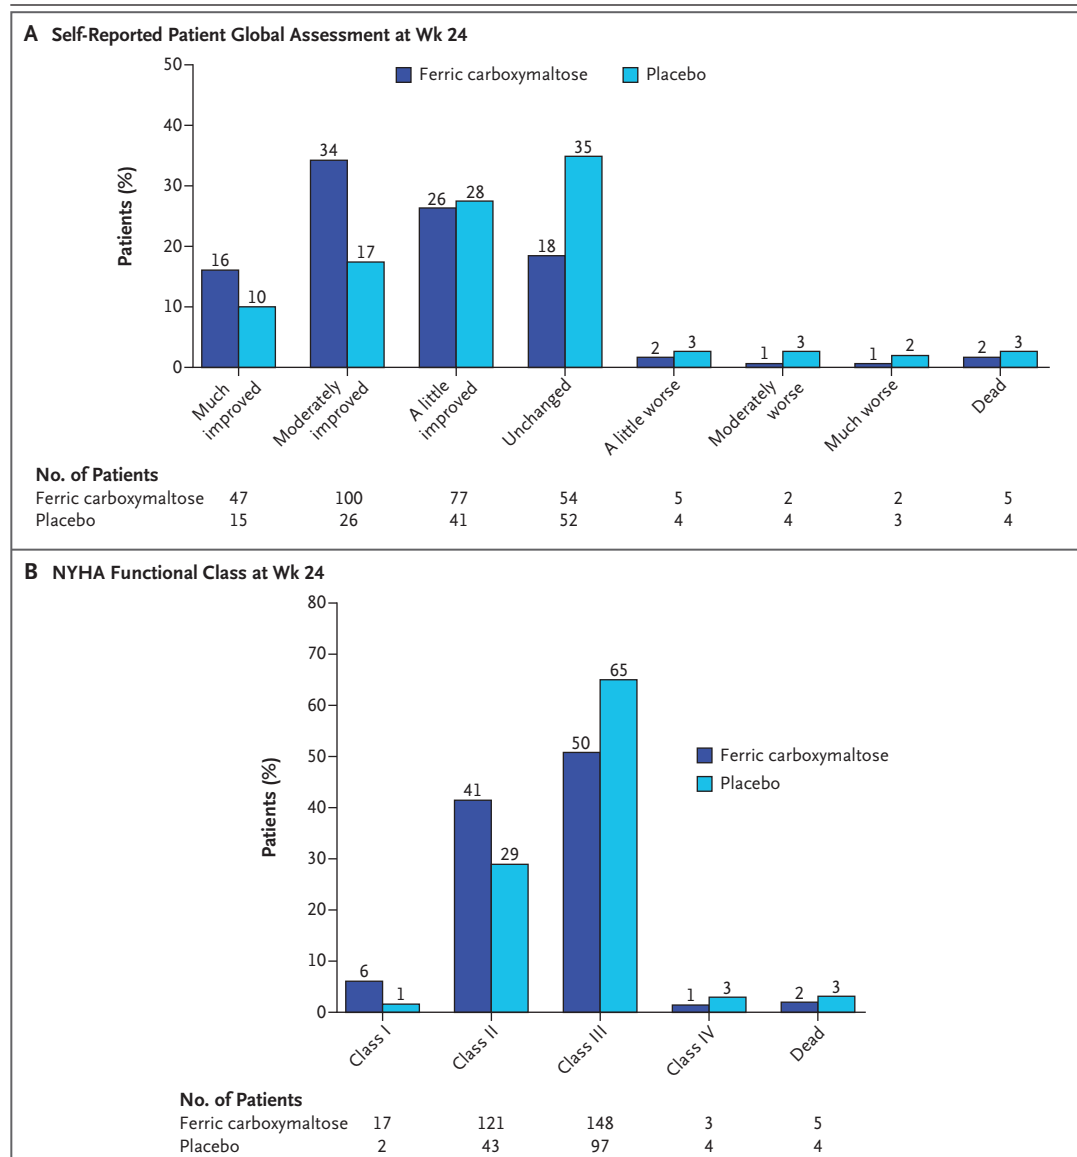 A Self-Reported Patient Global Assessment at Wk 24
Ferric carboxymaltose
Placebo
Patients (%)
50
40
30
20
10
0
16
10
34
17
26
28
18
35
2
3
1
3
1
2
2
3
Much improved
Moderately improved
A little improved
Unchanged
A little worse
Moderately worse
Much worse
Dead
No. of Patients
Ferric carboxymaltose 47 100 77 54 5 2 2 5
Placebo 15 26 41 52 4 4 3 4
B NYHA Functional Class at Wk 24
Patients (%)
80
70
60
50
40
30
20
10
0
6
1
41
29
50
65
1
3
2
3
Ferric carboxymaltose
Placebo
Class I
Class II
Class III
Class IV
Dead
No. of Patients
Ferric carboxymaltose 17 121 148 3 5
Placebo 2 43 97 4 4